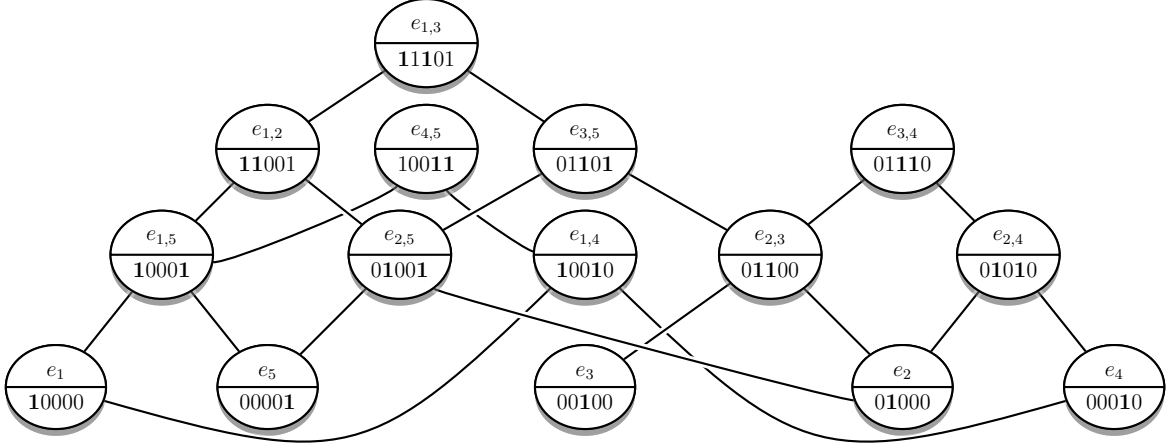 e₁,₃
11101
e₁,₂
11001
e₄,₅
10011
e₃,₅
01101
e₃,₄
01110
e₁,₅
10001
e₂,₅
01001
e₁,₄
10010
e₂,₃
01100
e₂,₄
01010
e₁
10000
e₅
00001
e₃
00100
e₂
01000
e₄
00010